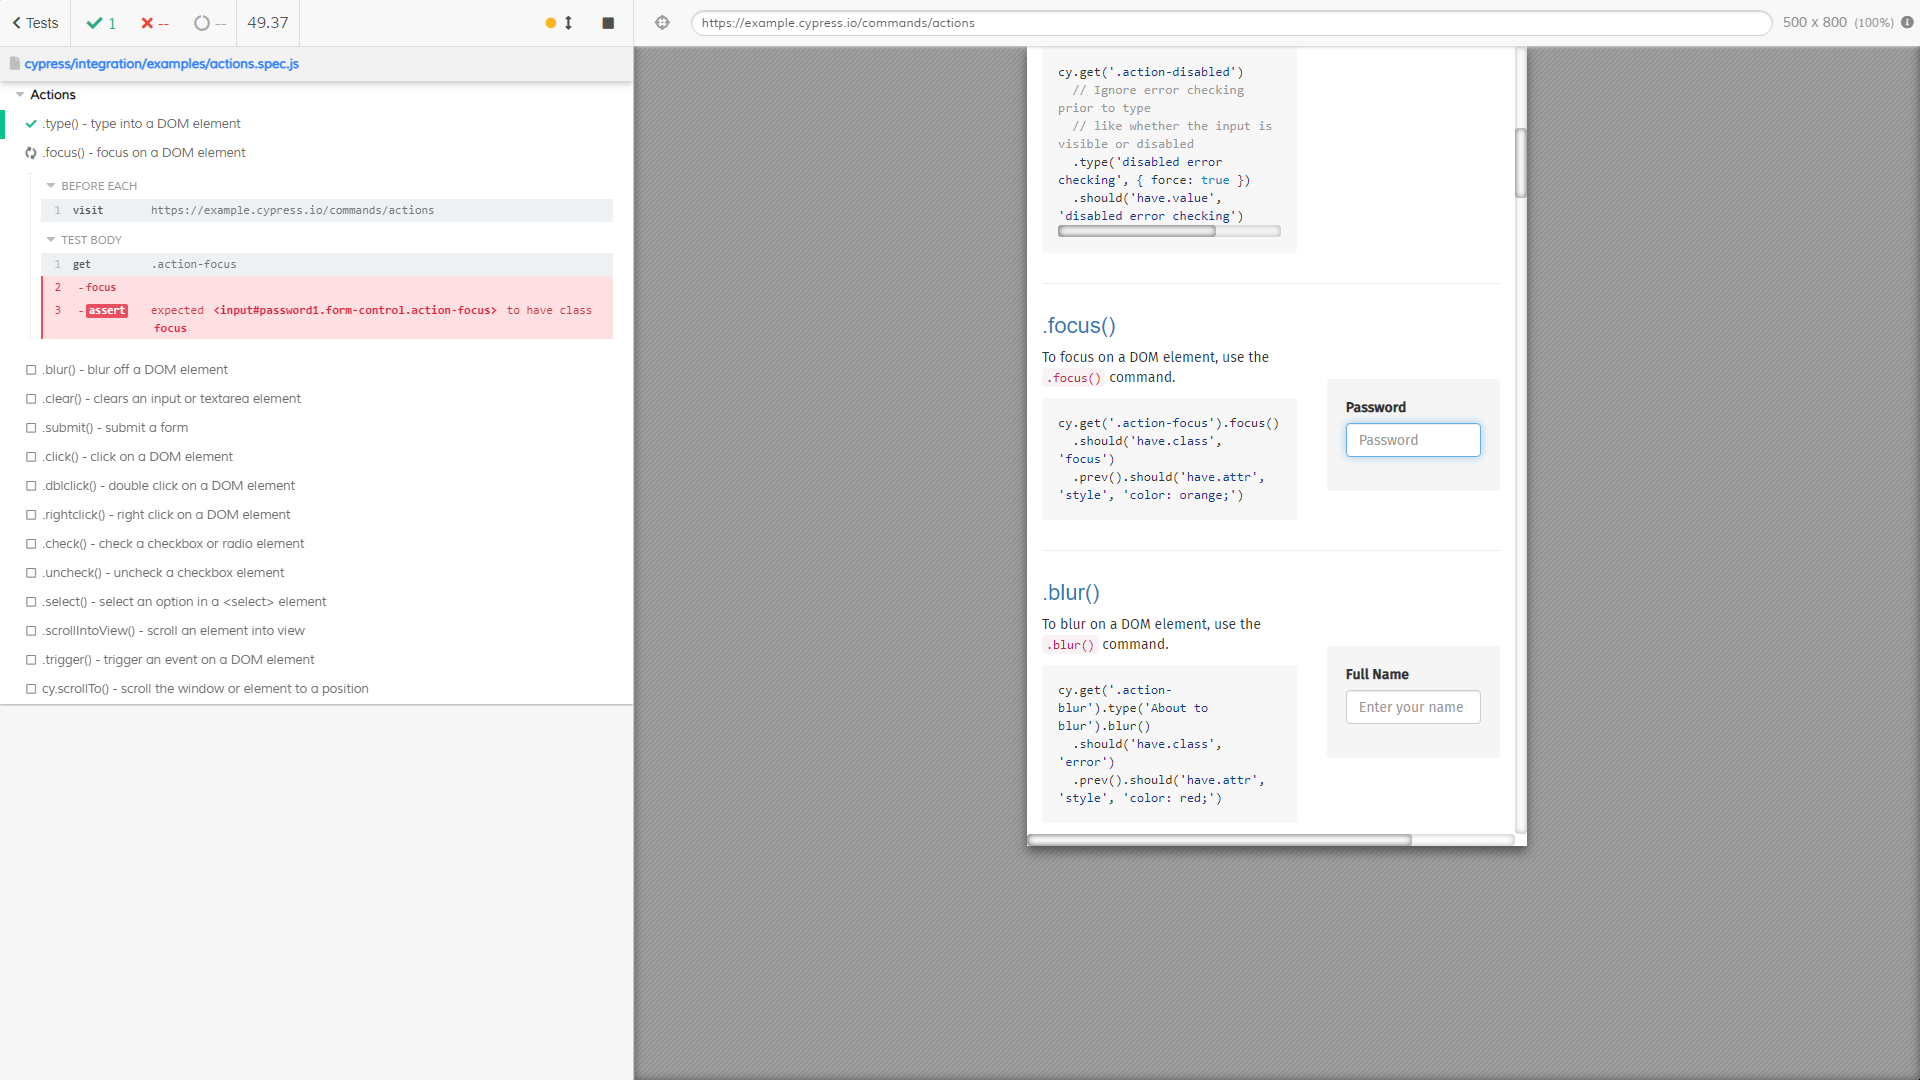 Tests
1
--
--
49.37
https://example.cypress.io/commands/actions
500 x 800 (100%)
cypress/integration/examples/actions.spec.js
Actions
.type() - type into a DOM element
.focus() - focus on a DOM element
BEFORE EACH
1 visit https://example.cypress.io/commands/actions
TEST BODY
1 get .action-focus
2 -focus
3 -assert expected <input#password1.form-control.action-focus> to have class
focus
.blur() - blur off a DOM element
.clear() - clears an input or textarea element
.submit() - submit a form
.click() - click on a DOM element
.dblclick() - double click on a DOM element
.rightclick() - right click on a DOM element
.check() - check a checkbox or radio element
.uncheck() - uncheck a checkbox element
.select() - select an option in a <select> element
.scrollIntoView() - scroll an element into view
.trigger() - trigger an event on a DOM element
cy.scrollTo() - scroll the window or element to a position
cy.get('.action-disabled')
// Ignore error checking
prior to type
// like whether the input is
visible or disabled
.type('disabled error
checking', { force: true })
.should('have.value',
'disabled error checking')
.focus()
To focus on a DOM element, use the
.focus() command.
cy.get('.action-focus').focus()
.should('have.class',
'focus')
.prev().should('have.attr',
'style', 'color: orange;')
Password
Password
.blur()
To blur on a DOM element, use the
.blur() command.
cy.get('.action-
blur').type('About to
blur').blur()
.should('have.class',
'error')
.prev().should('have.attr',
'style', 'color: red;')
Full Name
Enter your name